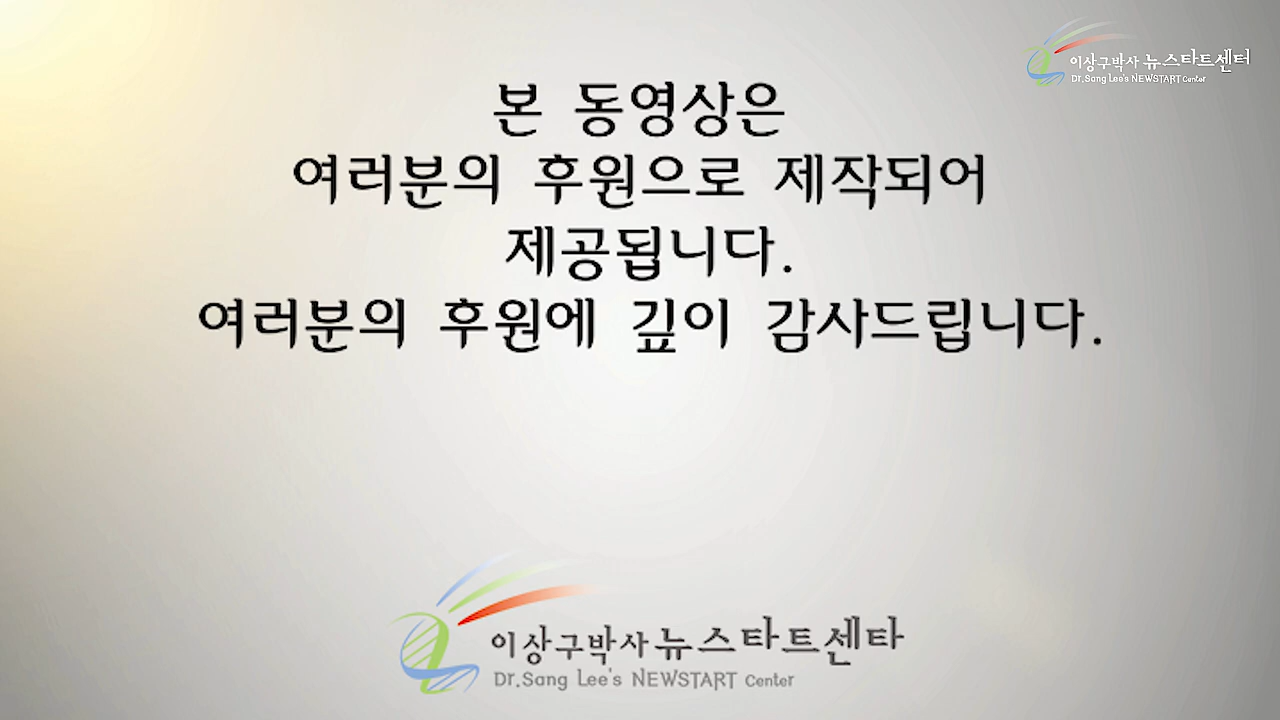 이상구박사 뉴스타트센터
Dr.Sang Lee's NEWSTART Center
본 동영상은
여러분의 후원으로 제작되어
제공됩니다.
여러분의 후원에 깊이 감사드립니다.
이상구박사 뉴스타트센타
Dr.Sang Lee's NEWSTART Center